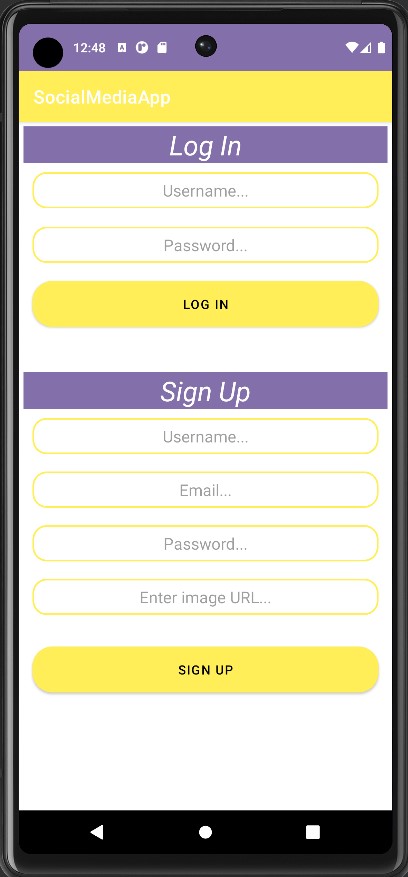 12:48
SocialMediaApp
Log In
Username...
Password...
LOG IN
Sign Up
Username...
Email...
Password...
Enter image URL...
SIGN UP